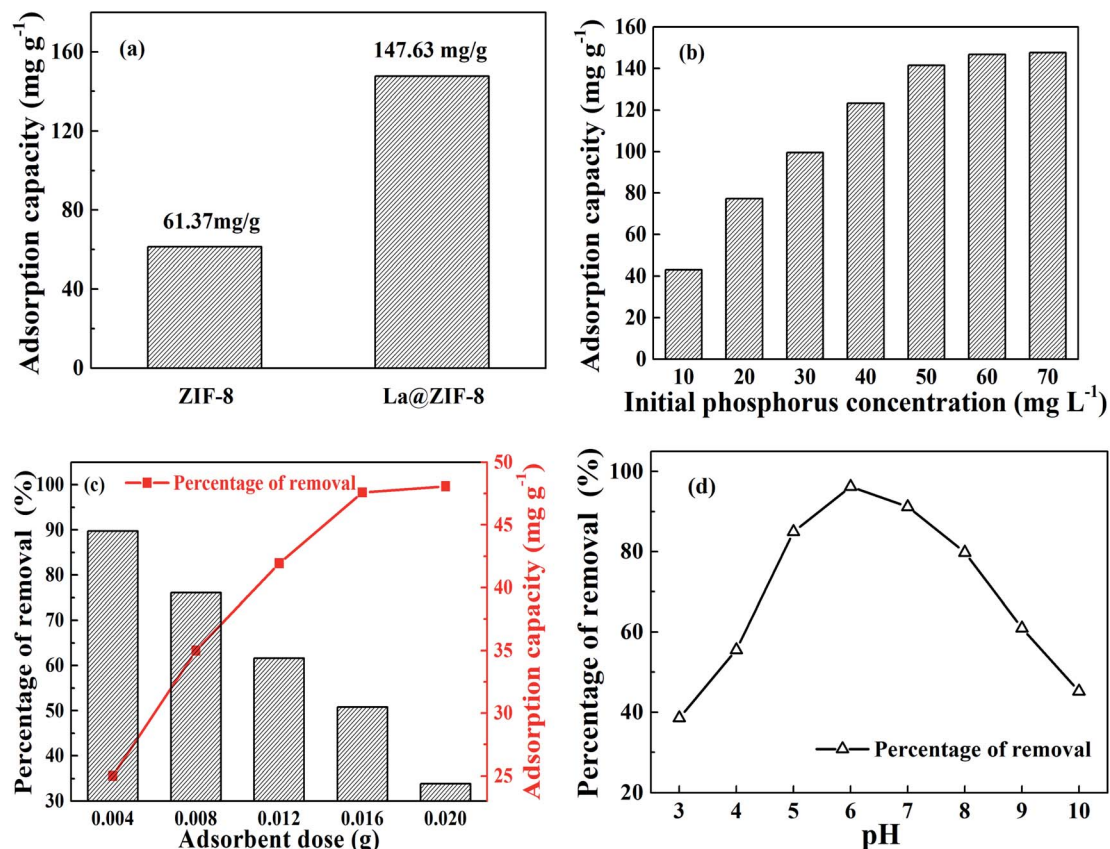 (a)
147.63 mg/g
61.37mg/g
Adsorption capacity (mg g⁻¹)
160
120
80
40
0
ZIF-8
La@ZIF-8
(b)
Adsorption capacity (mg g⁻¹)
160
140
120
100
80
60
40
20
0
10 20 30 40 50 60 70
Initial phosphorus concentration (mg L⁻¹)
(c)
Percentage of removal
Percentage of removal (%)
100
90
80
70
60
50
40
30
50
45
40
35
30
25
Adsorption capacity (mg g⁻¹)
0.004 0.008 0.012 0.016 0.020
Adsorbent dose (g)
(d)
Percentage of removal (%)
100
80
60
40
20
Percentage of removal
3 4 5 6 7 8 9 10
pH